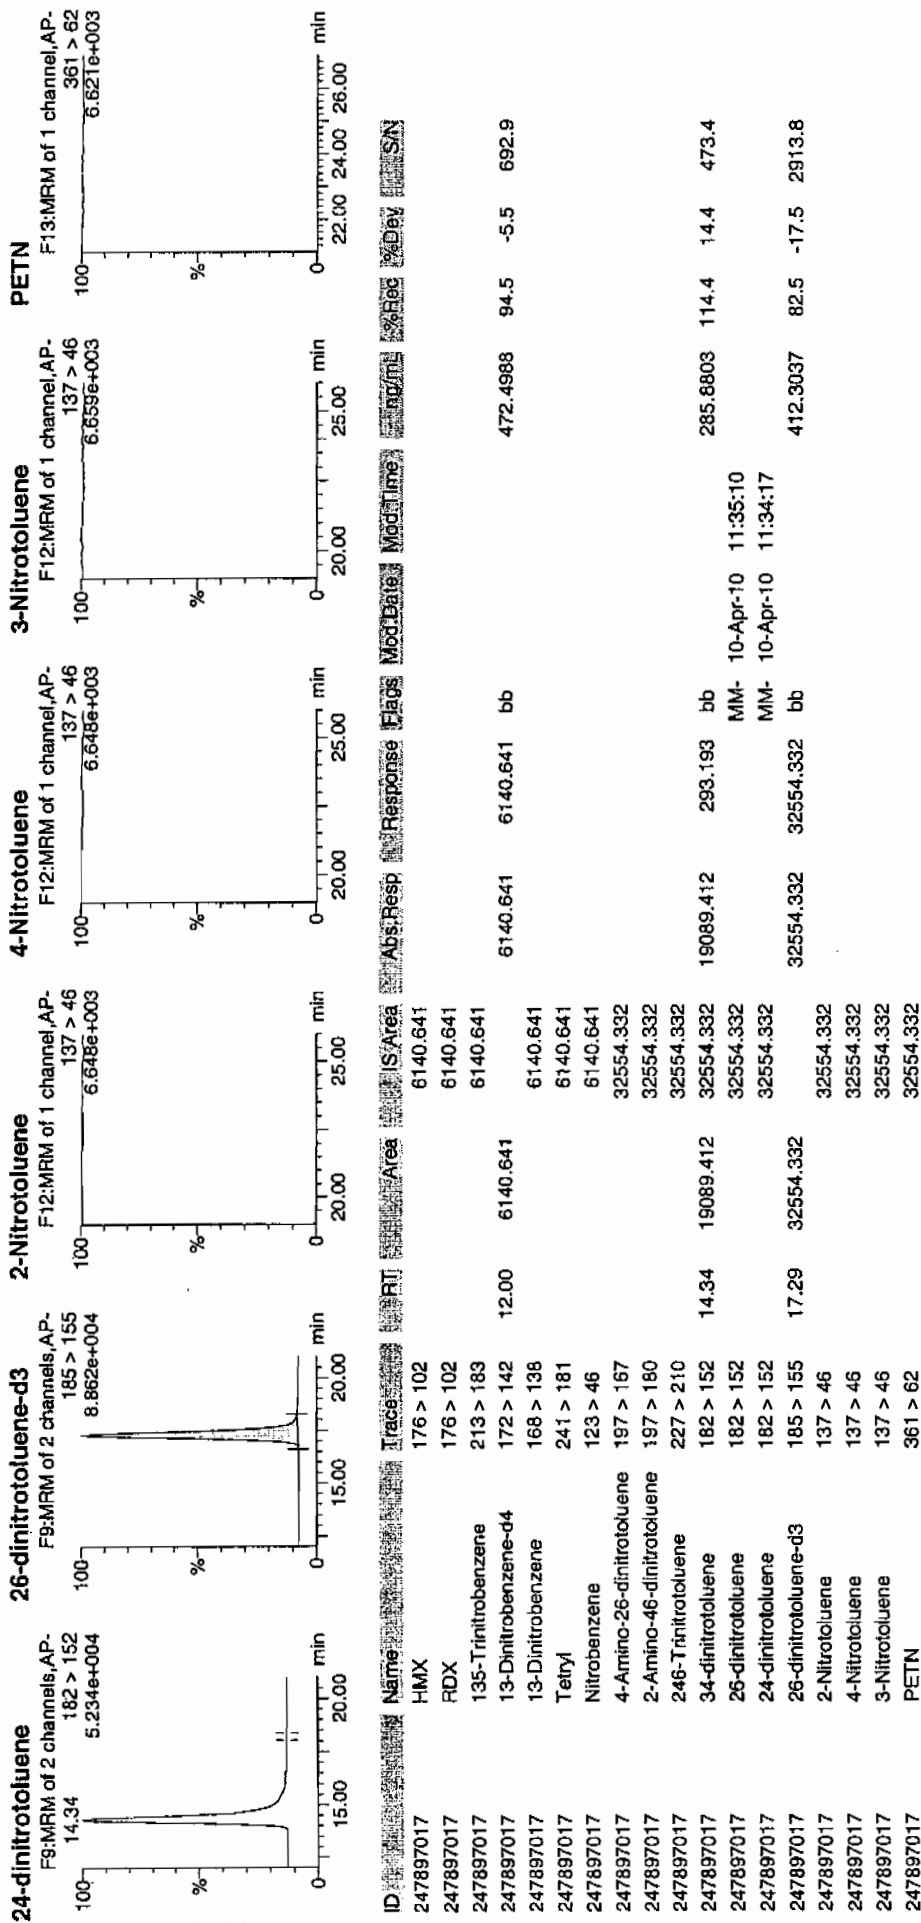 24-dinitrotoluene
F9:MRM of 2 channels,AP-
14.34 182 > 152
5.234e+004
100
%
15.00 20.00
26-dinitrotoluene-d3
F9:MRM of 2 channels,AP-
185 > 155
8.862e+004
100
%
0
15.00 20.00 min
2-Nitrotoluene
F12:MRM of 1 channel,AP-
137 > 46
6.648e+003
100
%
0
20.00 25.00 min
4-Nitrotoluene
F12:MRM of 1 channel,AP-
137 > 46
6.648e+003
100
%
0
20.00 25.00 min
3-Nitrotoluene
F12:MRM of 1 channel,AP-
137 > 46
6.659e+003
100
%
0
20.00 25.00 min
PETN
F13:MRM of 1 channel,AP-
361 > 62
6.621e+003
100
%
0
22.00 24.00 26.00 min
ID Name Trace RT Area IS Area Abs.Resp Response Flags Mod.Date Mod.Time ng/mL %Rec %Dev S/N
247897017 HMX 176 > 102 6140.641
247897017 RDX 176 > 102 6140.641
247897017 135-Trinitrobenzene 213 > 183 6140.641
247897017 13-Dinitrobenzene-d4 172 > 142 12.00 6140.641 6140.641 6140.641 bb 472.4988 94.5 -5.5 692.9
247897017 13-Dinitrobenzene 168 > 138 6140.641
247897017 Tetryl 241 > 181 6140.641
247897017 Nitrobenzene 123 > 46 6140.641
247897017 4-Amino-26-dinitrotoluene 197 > 167 32554.332
247897017 2-Amino-46-dinitrotoluene 197 > 180 32554.332
247897017 246-Trinitrotoluene 227 > 210 32554.332
247897017 34-dinitrotoluene 182 > 152 14.34 19089.412 32554.332 19089.412 293.193 bb 285.8803 114.4 14.4 473.4
247897017 26-dinitrotoluene 182 > 152 32554.332 MM- 10-Apr-10 11:35:10
247897017 24-dinitrotoluene 182 > 152 32554.332 MM- 10-Apr-10 11:34:17
247897017 26-dinitrotoluene-d3 185 > 155 17.29 32554.332 32554.332 32554.332 bb 412.3037 82.5 -17.5 2913.8
247897017 2-Nitrotoluene 137 > 46 32554.332
247897017 4-Nitrotoluene 137 > 46 32554.332
247897017 3-Nitrotoluene 137 > 46 32554.332
247897017 PETN 361 > 62 32554.332